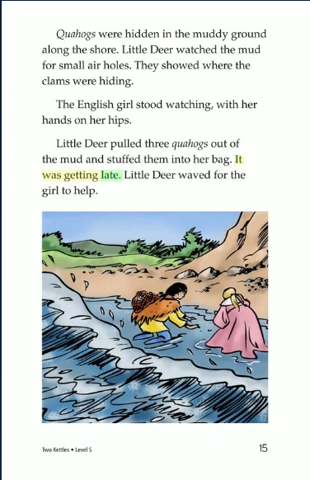 Quahogs were hidden in the muddy ground
along the shore. Little Deer watched the mud
for small air holes. They showed where the
clams were hiding.
The English girl stood watching, with her
hands on her hips.
Little Deer pulled three quahogs out of
the mud and stuffed them into her bag. It
was getting late. Little Deer waved for the
girl to help.
Two Kettles • Level S
15